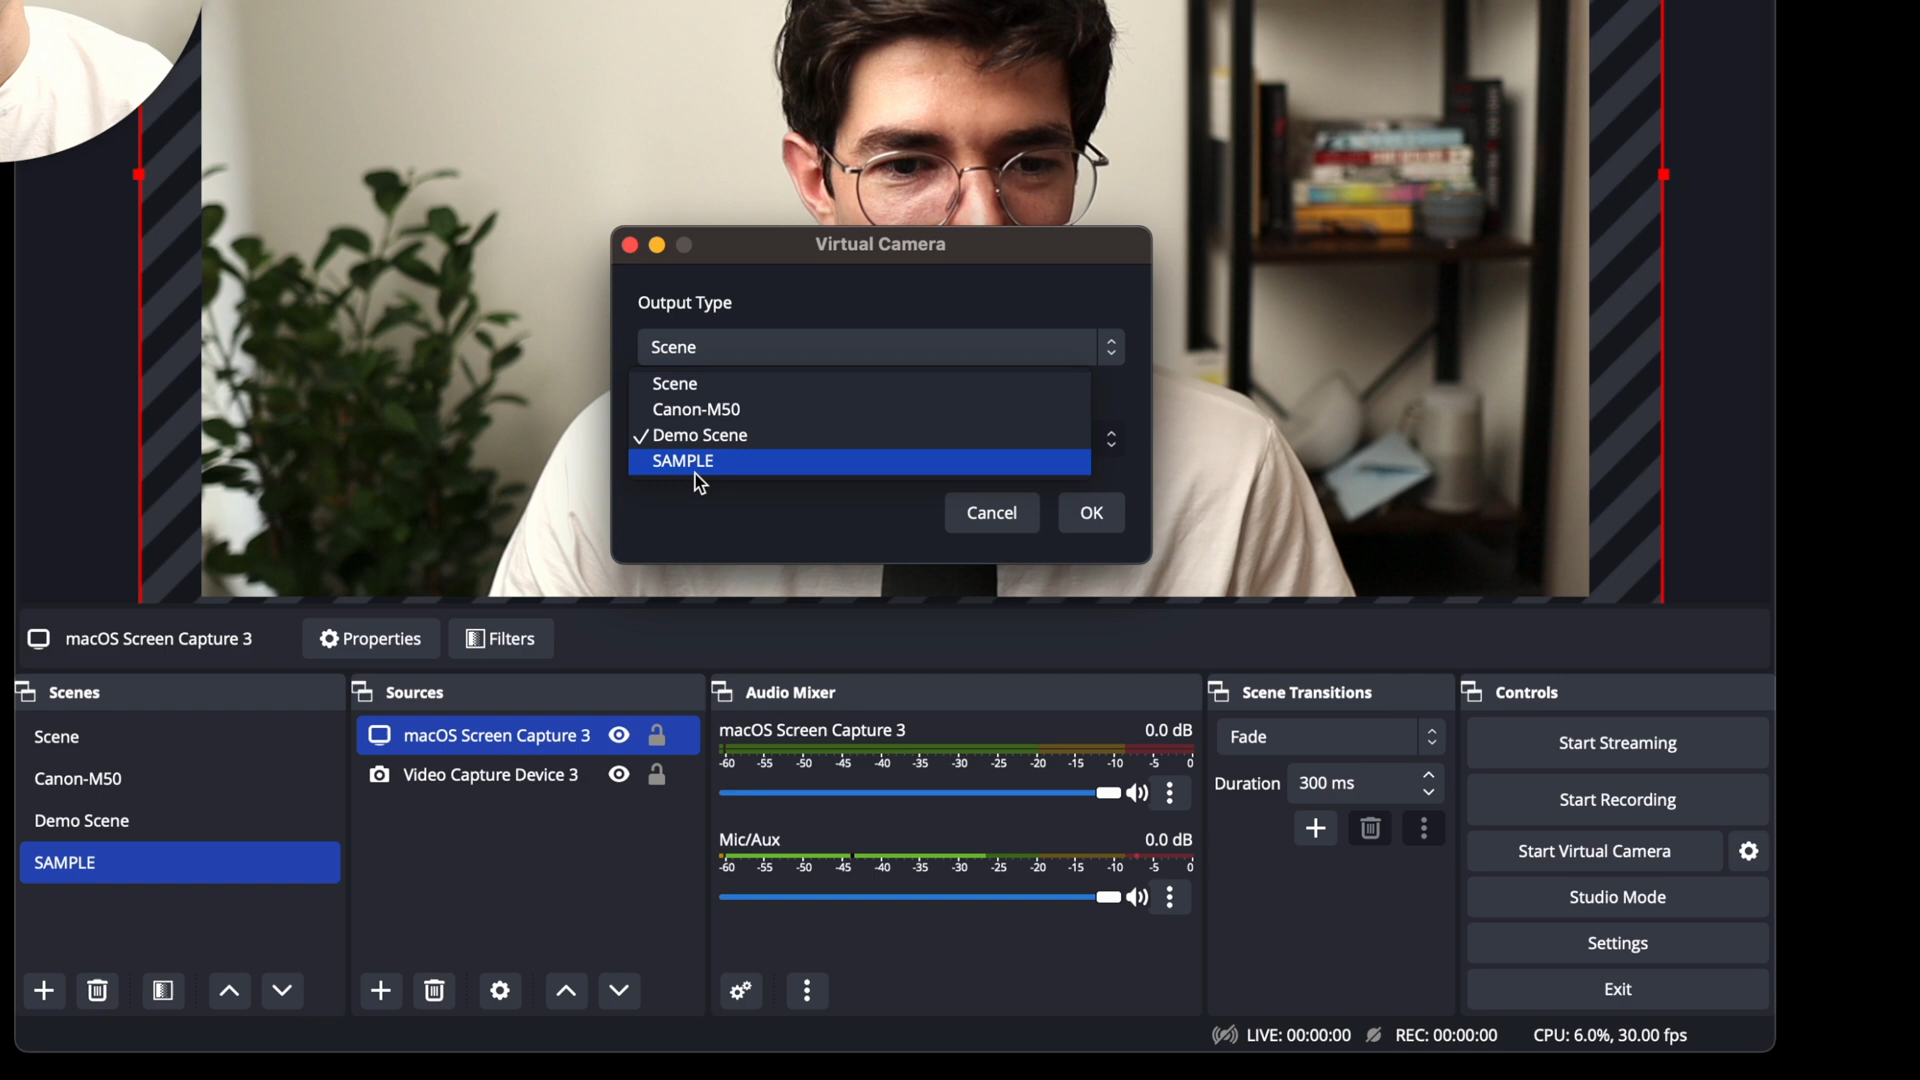 Virtual Camera
Output Type
Scene
Scene
Canon-M50
Demo Scene
SAMPLE
Cancel
OK
macOS Screen Capture 3
Properties
Filters
Scenes
Scene
Canon-M50
Demo Scene
SAMPLE
Sources
macOS Screen Capture 3
Video Capture Device 3
Audio Mixer
macOS Screen Capture 3 0.0 dB
-60 -55 -50 -45 -40 -35 -30 -25 -20 -15 -10 -5 0
Mic/Aux 0.0 dB
-60 -55 -50 -45 -40 -35 -30 -25 -20 -15 -10 -5 0
Scene Transitions
Fade
Duration 300 ms
Controls
Start Streaming
Start Recording
Start Virtual Camera
Studio Mode
Settings
Exit
LIVE: 00:00:00 REC: 00:00:00 CPU: 6.0%, 30.00 fps